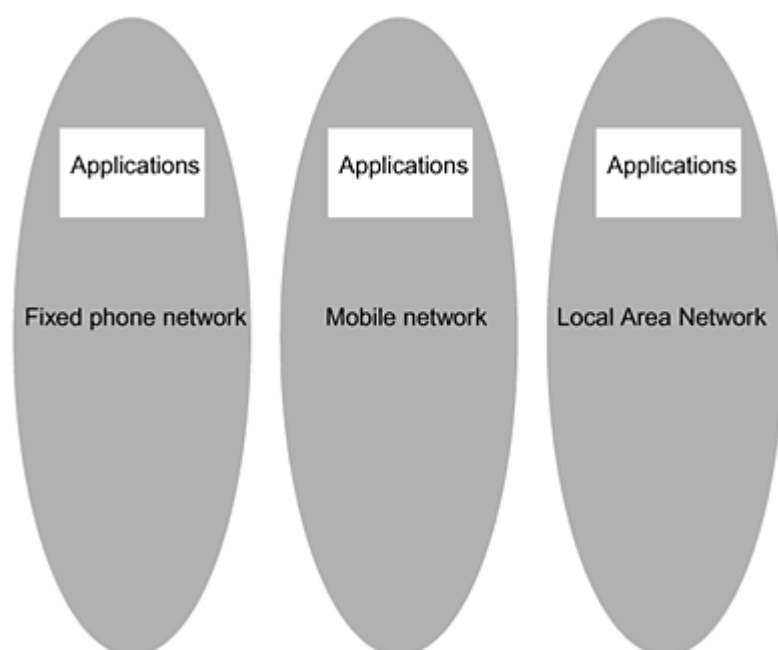 Applications
Applications
Applications
Fixed phone network
Mobile network
Local Area Network